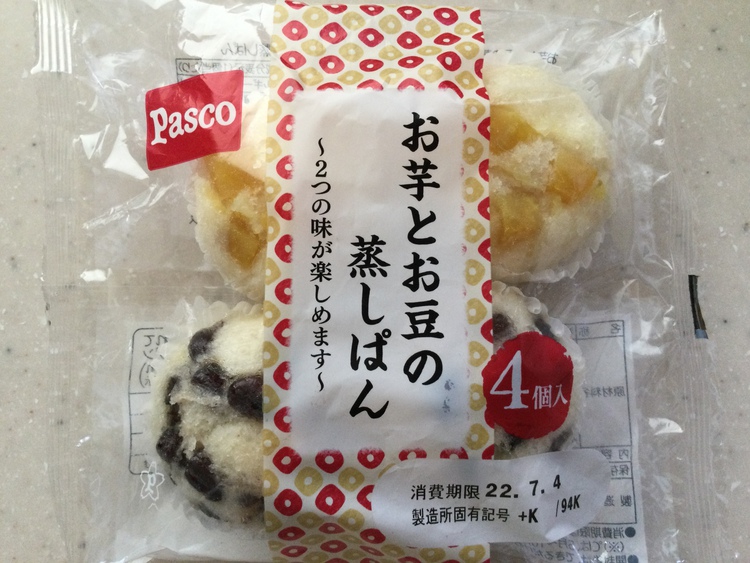 Pasco
お芋とお豆の
蒸しぱん
～2つの味が楽しめます～
4個入
消費期限 22. 7. 4
製造所固有記号 +K /94K